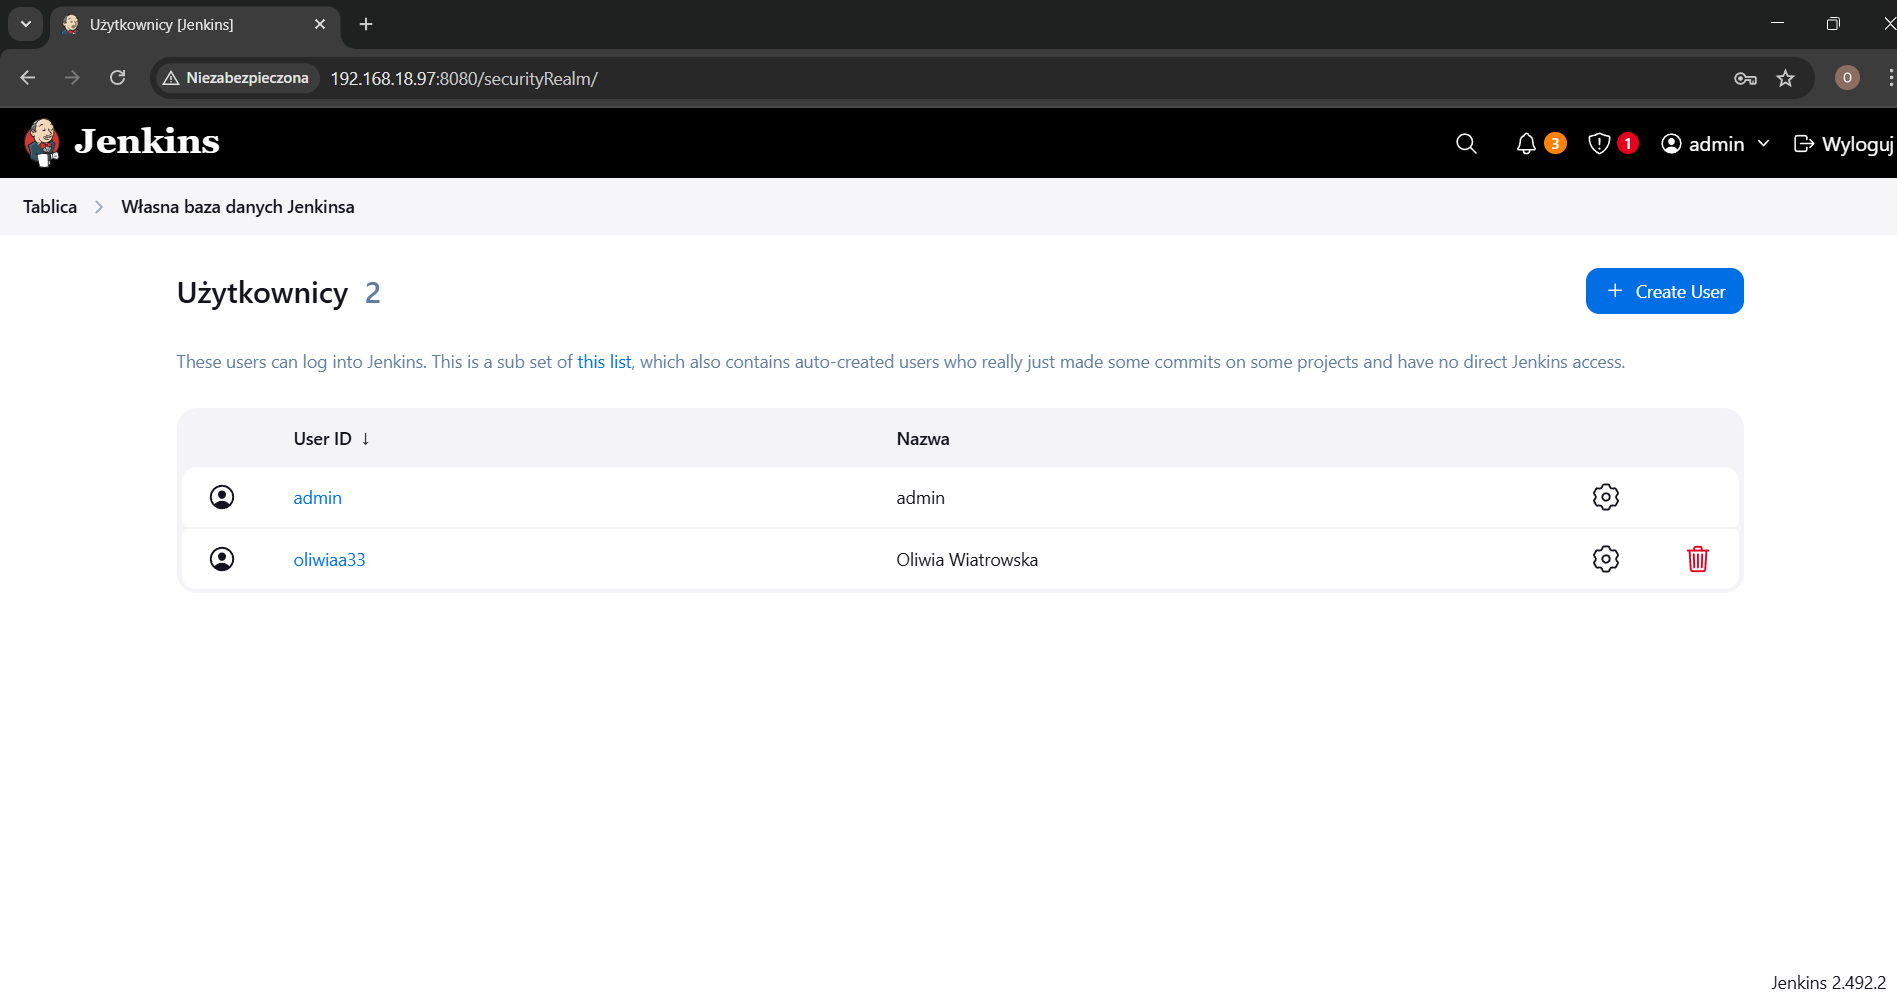 Użytkownicy [Jenkins]
Niezabezpieczona 192.168.18.97:8080/securityRealm/
O
Jenkins
3 1 admin Wyloguj
Tablica Własna baza danych Jenkinsa
Użytkownicy 2
+ Create User
These users can log into Jenkins. This is a sub set of this list, which also contains auto-created users who really just made some commits on some projects and have no direct Jenkins access.
User ID ↓ Nazwa
admin admin
oliwiaa33 Oliwia Wiatrowska
Jenkins 2.492.2